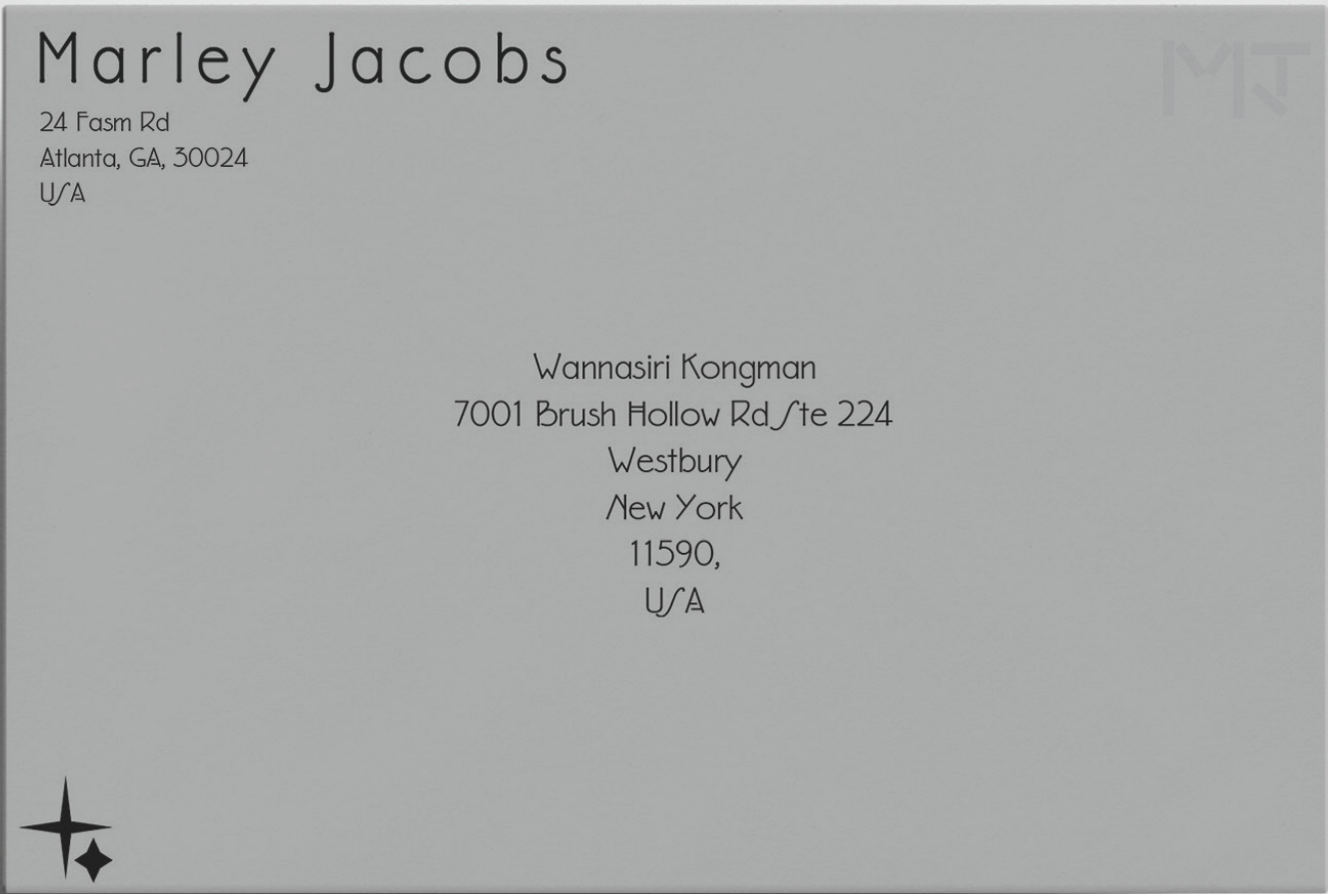 Marley Jacobs
MJ
24 Fasm Rd
Atlanta, GA, 30024
USA
Wannasiri Kongman
7001 Brush Hollow Rd Ste 224
Westbury
New York
11590,
USA